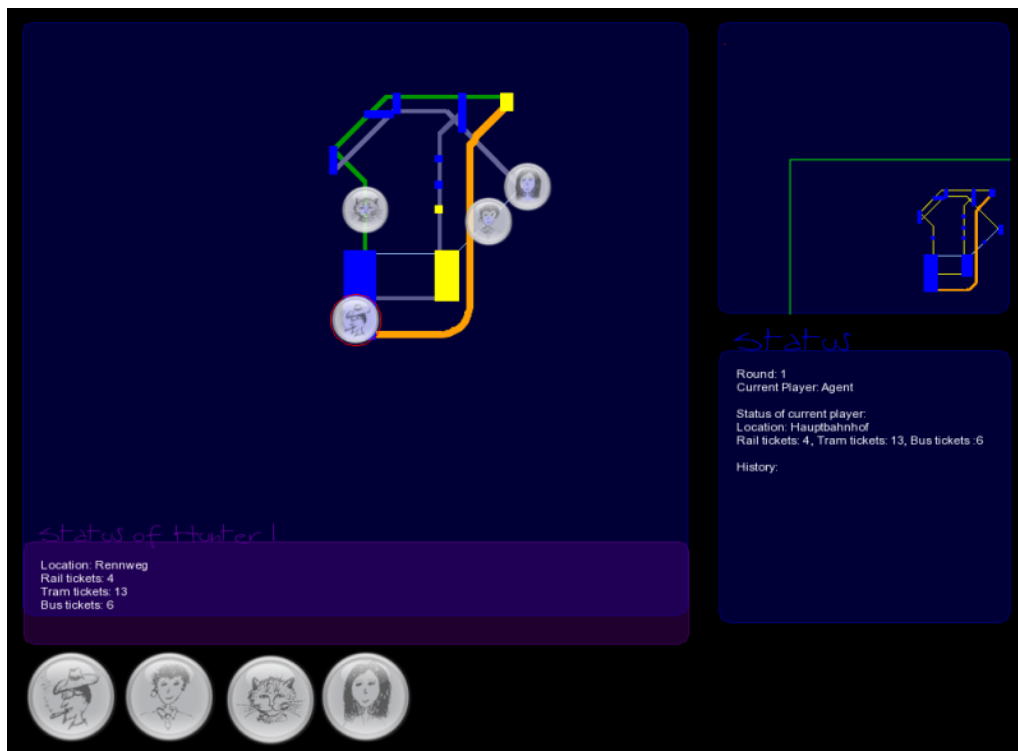 Status
Round: 1
Current Player: Agent
Status of current player:
Location: Hauptbahnhof
Rail tickets: 4, Tram tickets: 13, Bus tickets :6
History:
Status of Hunter 1
Location: Rennweg
Rail tickets: 4
Tram tickets: 13
Bus tickets: 6